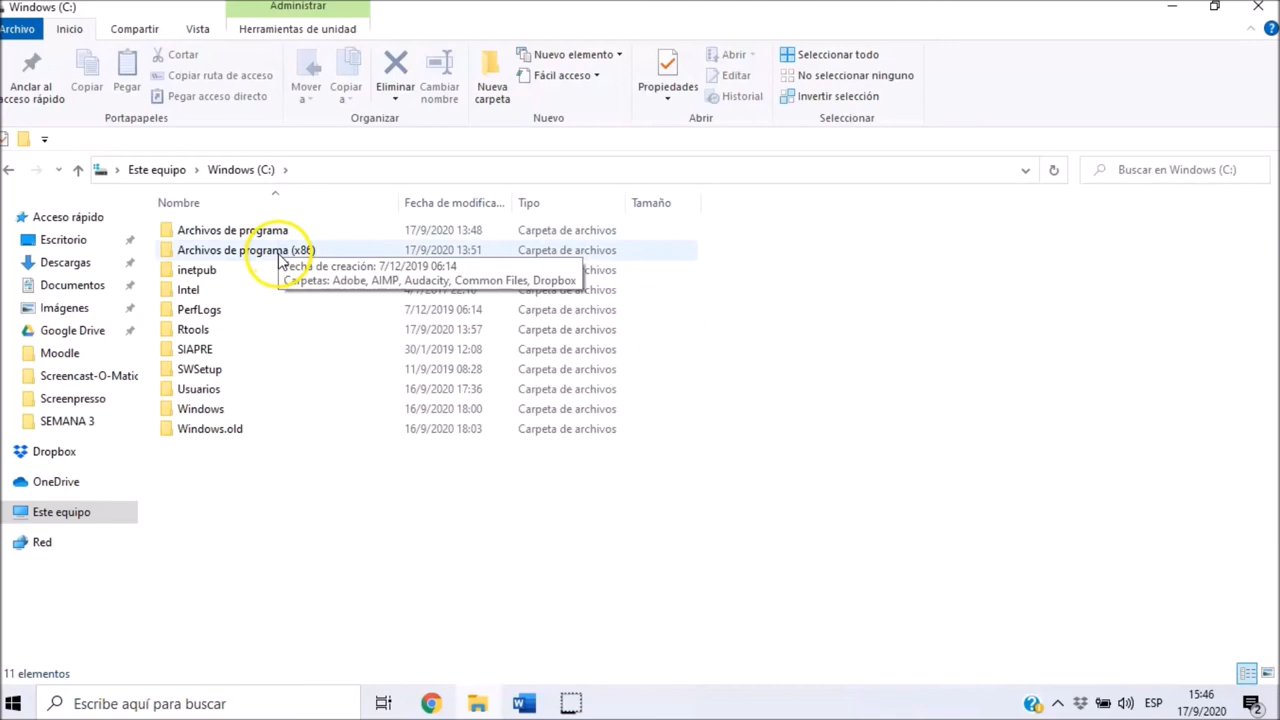 Windows (C:)
Administrar
Archivo
Inicio
Compartir
Vista
Herramientas de unidad
Anclar al acceso rápido
Copiar
Pegar
Cortar
Copiar ruta de acceso
Pegar acceso directo
Portapapeles
Mover a
Copiar a
Eliminar
Cambiar nombre
Organizar
Nueva carpeta
Nuevo elemento
Fácil acceso
Nuevo
Propiedades
Abrir
Editar
Historial
Abrir
Seleccionar todo
No seleccionar ninguno
Invertir selección
Seleccionar
Este equipo > Windows (C:) >
Buscar en Windows (C:)
Nombre Fecha de modifica... Tipo Tamaño
Archivos de programa 17/9/2020 13:48 Carpeta de archivos
Archivos de programa (x86) 17/9/2020 13:51 Carpeta de archivos
inetpub Carpeta de archivos
Fecha de creación: 7/12/2019 06:14
Carpetas: Adobe, AIMP, Audacity, Common Files, Dropbox
Intel Carpeta de archivos
PerfLogs 7/12/2019 06:14 Carpeta de archivos
Rtools 17/9/2020 13:57 Carpeta de archivos
SIAPRE 30/1/2019 12:08 Carpeta de archivos
SWSetup 11/9/2019 08:28 Carpeta de archivos
Usuarios 16/9/2020 17:36 Carpeta de archivos
Windows 16/9/2020 18:00 Carpeta de archivos
Windows.old 16/9/2020 18:03 Carpeta de archivos
Acceso rápido
Escritorio
Descargas
Documentos
Imágenes
Google Drive
Moodle
Screencast-O-Matic
Screenpresso
SEMANA 3
Dropbox
OneDrive
Este equipo
Red
11 elementos
Escribe aquí para buscar
ESP
15:46
17/9/2020
2